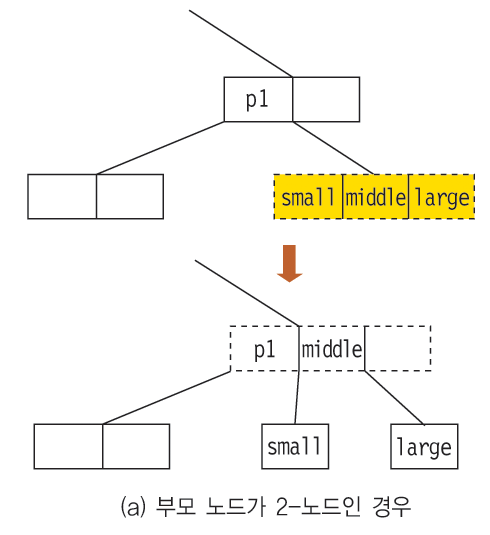 p1
small middle large
p1 middle
small large
(a) 부모 노드가 2-노드인 경우